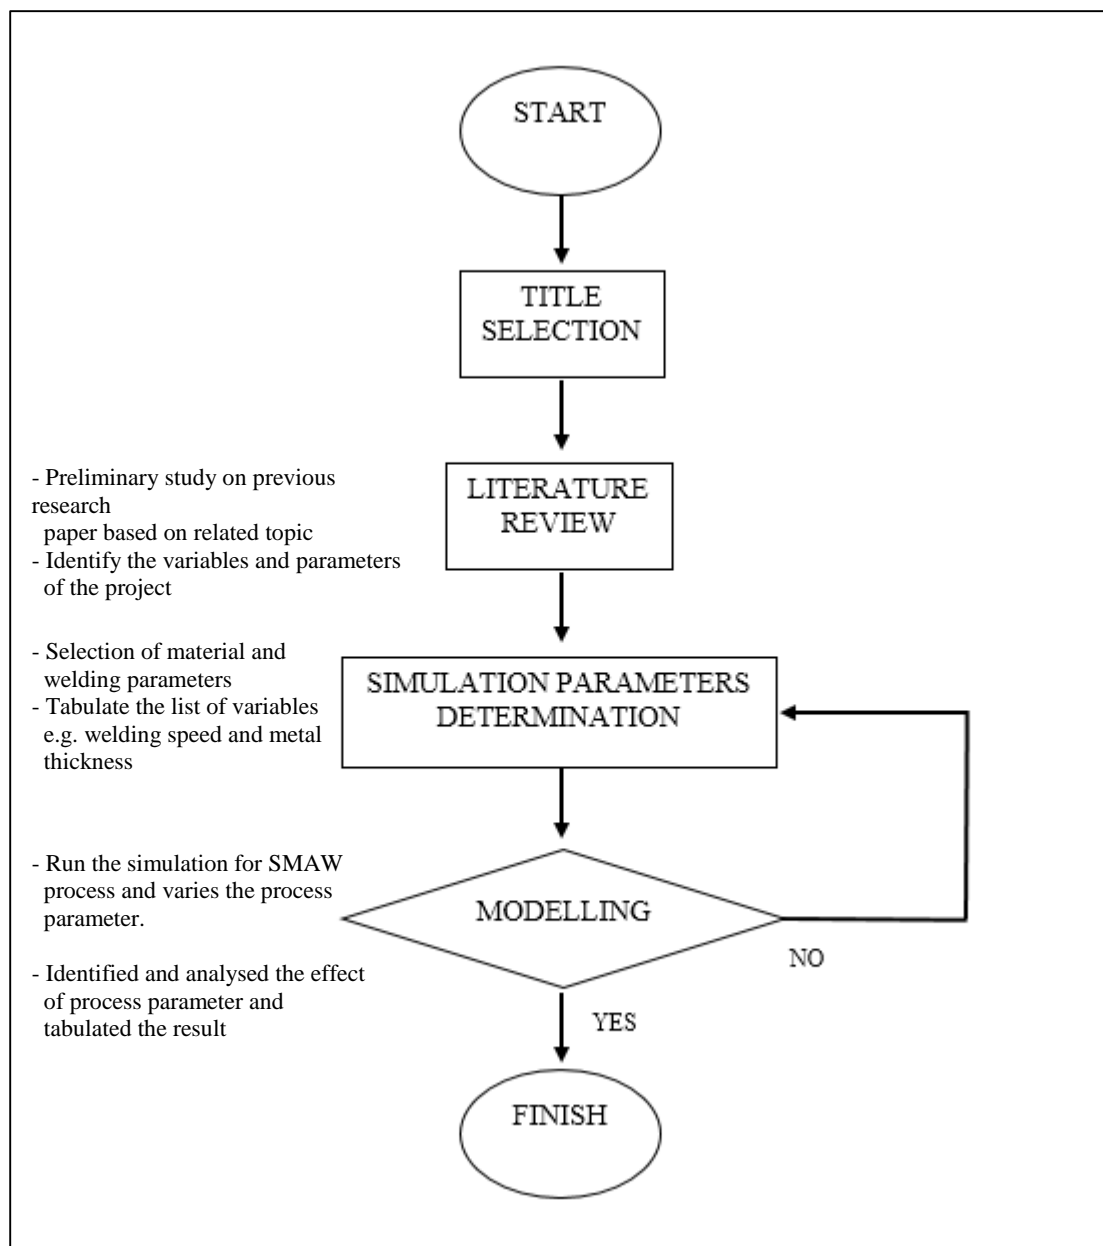 START
TITLE
SELECTION
- Preliminary study on previous
research
paper based on related topic
- Identify the variables and parameters
of the project
LITERATURE
REVIEW
- Selection of material and
welding parameters
- Tabulate the list of variables
e.g. welding speed and metal
thickness
SIMULATION PARAMETERS
DETERMINATION
- Run the simulation for SMAW
process and varies the process
parameter.
- Identified and analysed the effect
of process parameter and
tabulated the result
MODELLING
NO
YES
FINISH